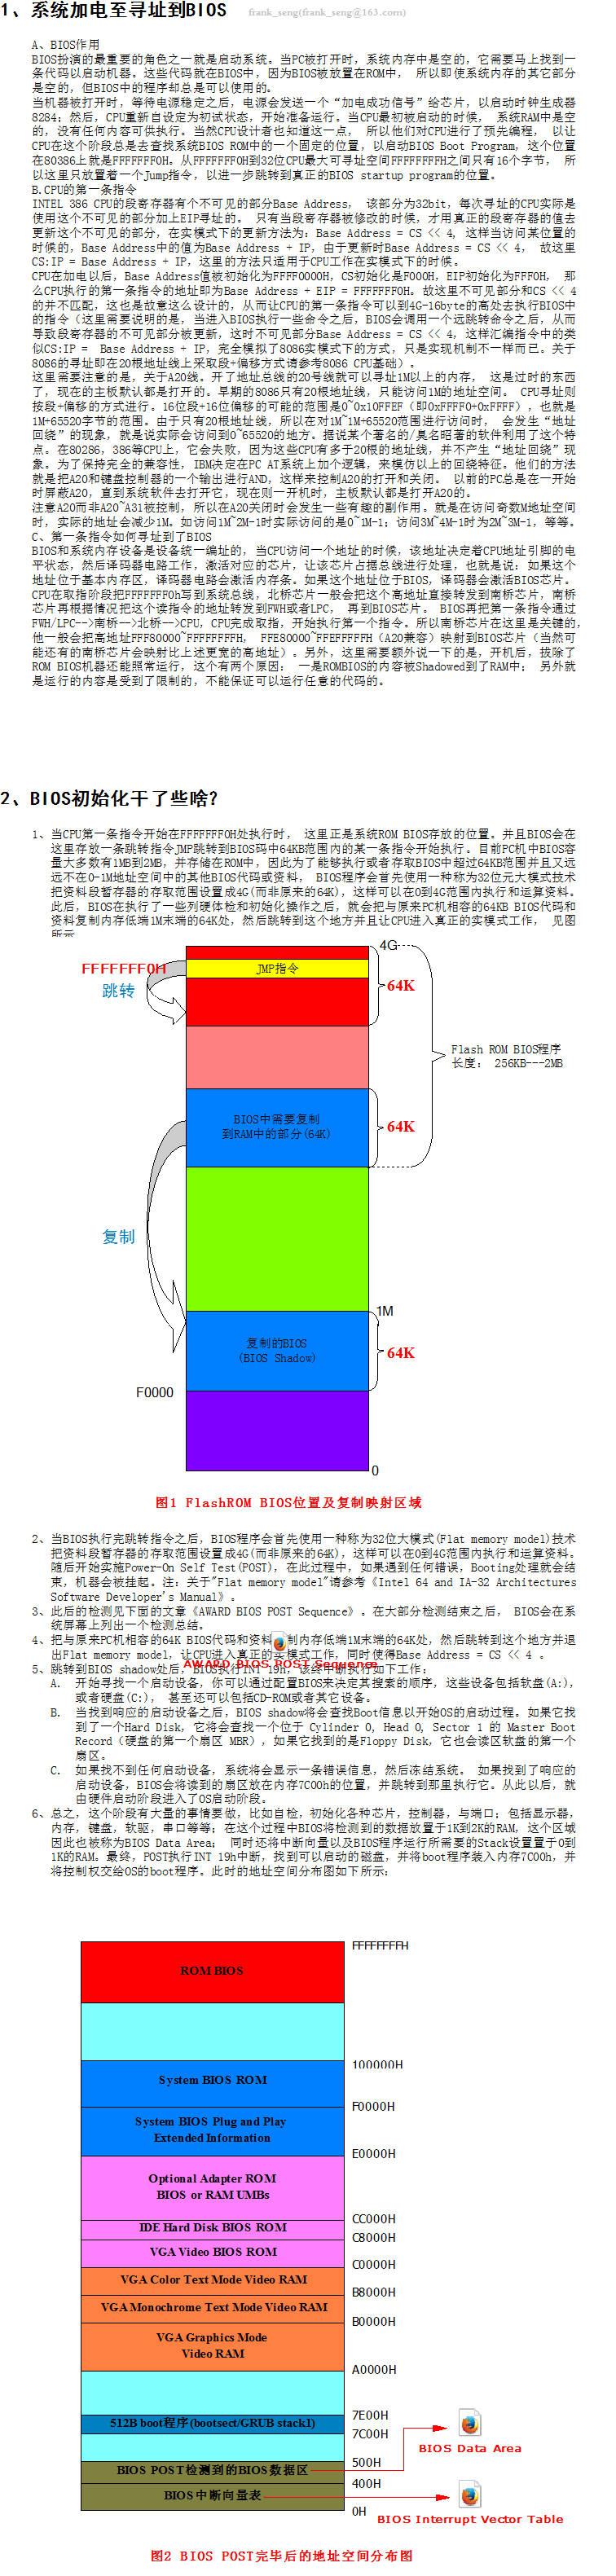 1、系统加电至寻址到BIOS frank_seng(frank_seng@163.com)
A、BIOS作用
BIOS扮演的最重要的角色之一就是启动系统。当PC被打开时，系统内存中是空的，它需要马上找到一
条代码以启动机器。这些代码就在BIOS中，因为BIOS被放置在ROM中， 所以即使系统内存的其它部分
是空的，但BIOS中的程序却总是可以使用的。
当机器被打开时，等待电源稳定之后，电源会发送一个“加电成功信号”给芯片，以启动时钟生成器
8284；然后，CPU重新自设定为初试状态，开始准备运行。当CPU最初被启动的时候， 系统RAM中是空
的，没有任何内容可供执行。当然CPU设计者也知道这一点， 所以他们对CPU进行了预先编程， 以让
CPU在这个阶段总是去查找系统BIOS ROM中的一个固定的位置，以启动BIOS Boot Program，这个位置
在80386上就是FFFFFFF0H。从FFFFFFF0H到32位CPU最大可寻址空间FFFFFFFFH之间只有16个字节， 所
以这里只放置着一个Jump指令，以进一步跳转到真正的BIOS startup program的位置。
B.CPU的第一条指令
INTEL 386 CPU的段寄存器有个不可见的部分Base Address， 该部分为32bit，每次寻址的CPU实际是
使用这个不可见的部分加上EIP寻址的。 只有当段寄存器被修改的时候，才用真正的段寄存器的值去
更新这个不可见的部分，在实模式下的更新方法为：Base Address = CS << 4, 这样当访问某位置的
时候的，Base Address中的值为Base Address + IP，由于更新时Base Address = CS << 4， 故这里
CS:IP = Base Address + IP，这里的方法只适用于CPU工作在实模式下的时候。
CPU在加电以后，Base Address值被初始化为FFFF0000H，CS初始化是F000H，EIP初始化为FFF0H， 那
么CPU执行的第一条指令的地址即为Base Address + EIP = FFFFFFF0H。故这里不可见部分和CS << 4
的并不匹配，这也是故意这么设计的，从而让CPU的第一条指令可以到4G-16byte的高处去执行BIOS中
的指令（这里需要说明的是，当进入BIOS执行一些命令之后，BIOS会调用一个远跳转命令之后，从而
导致段寄存器的不可见部分被更新，这时不可见部分Base Address = CS << 4，这样汇编指令中的类
似CS:IP = Base Address + IP，完全模拟了8086实模式下的方式，只是实现机制不一样而已。关于
8086的寻址即在20根地址线上采取段+偏移方式请参考8086 CPU基础）。
这里需要注意的是，关于A20线。开了地址总线的20号线就可以寻址1M以上的内存， 这是过时的东西
了，现在的主板默认都是打开的。早期的8086只有20根地址线，只能访问1M的地址空间。 CPU寻址则
按段+偏移的方式进行。16位段+16位偏移的可能的范围是0~0x10FFEF（即0xFFFF0+0xFFFF），也就是
1M+65520字节的范围。由于只有20根地址线，所以在对1M~1M+65520范围进行访问时， 会发生“地址
回绕”的现象，就是说实际会访问到0~65520的地方。据说某个著名的/臭名昭著的软件利用了这个特
点。在80286，386等CPU上，它会失败，因为这些CPU有多于20根的地址线，并不产生“地址回绕”现
象。为了保持完全的兼容性，IBM决定在PC AT系统上加个逻辑，来模仿以上的回绕特征。他们的方法
就是把A20和键盘控制器的一个输出进行AND，这样来控制A20的打开和关闭。 以前的PC总是在一开始
时屏蔽A20，直到系统软件去打开它，现在则一开机时，主板默认都是打开A20的。
注意A20而非A20~A31被控制，所以在A20关闭时会发生一些有趣的副作用。就是在访问奇数M地址空间
时，实际的地址会减少1M。如访问1M~2M-1时实际访问的是0~1M-1；访问3M~4M-1时为2M~3M-1，等等。
C、第一条指令如何寻址到了BIOS
BIOS和系统内存设备是设备统一编址的，当CPU访问一个地址的时候，该地址决定着CPU地址引脚的电
平状态，然后译码器电路工作，激活对应的芯片，让该芯片占据总线进行处理，也就是说：如果这个
地址位于基本内存区，译码器电路会激活内存条。如果这个地址位于BIOS，译码器会激活BIOS芯片。
CPU在取指阶段把FFFFFFF0h写到系统总线，北桥芯片一般会把这个高地址直接转发到南桥芯片，南桥
芯片再根据情况把这个读指令的地址转发到FWH或者LPC， 再到BIOS芯片。 BIOS再把第一条指令通过
FWH/LPC-->南桥-->北桥->CPU，CPU完成取指，开始执行第一个指令。所以南桥芯片在这里是关键的，
他一般会把高地址FFF80000~FFFFFFFFH， FFE80000~FFEFFFFFH（A20兼容）映射到BIOS芯片（当然可
能还有的南桥芯片会映射比上述更宽的高地址）。另外，这里需要额外说一下的是，开机后，拔除了
ROM BIOS机器还能照常运行，这个有两个原因： 一是ROMBIOS的内容被Shadowed到了RAM中； 另外就
是运行的内容是受到了限制的，不能保证可以运行任意的代码的。
2、BIOS初始化干了些啥?
1、当CPU第一条指令开始在FFFFFFF0H处执行时， 这里正是系统ROM BIOS存放的位置。并且BIOS会在
这里存放一条跳转指令JMP跳转到BIOS码中64KB范围内的某一条指令开始执行。目前PC机中BIOS容
量大多数有1MB到2MB，并存储在ROM中，因此为了能够执行或者存取BIOS中超过64KB范围并且又远
远不在0-1M地址空间中的其他BIOS代码或资料， BIOS程序会首先使用一种称为32位元大模式技术
把资料段暂存器的存取范围设置成4G(而非原来的64K)，这样可以在0到4G范围内执行和运算资料。
此后，BIOS在执行了一些列硬体检和初始化操作之后，就会把与原来PC机相容的64KB BIOS代码和
资料复制内存低端1M末端的64K处，然后跳转到这个地方并且让CPU进入真正的实模式工作， 见图
所示
4G
FFFFFFF0H
JMP指令
跳转
64K
Flash ROM BIOS程序
长度： 256KB---2MB
BIOS中需要复制
到RAM中的部分(64K)
64K
复制
1M
复制的BIOS
(BIOS Shadow)
64K
F0000
0
图1 FlashROM BIOS位置及复制映射区域
2、当BIOS执行完跳转指令之后，BIOS程序会首先使用一种称为32位大模式(Flat memory model)技术
把资料段暂存器的存取范围设置成4G(而非原来的64K)，这样可以在0到4G范围内执行和运算资料。
随后开始实施Power-On Self Test(POST)，在此过程中，如果遇到任何错误，Booting处理就会结
束，机器会被挂起。注：关于"Flat memory model"请参考《Intel 64 and IA-32 Architectures
Software Developer's Manual》。
3、此后的检测见下面的文章《AWARD BIOS POST Sequence》。在大部分检测结束之后， BIOS会在系
统屏幕上列出一个检测总结。
4、把与原来PC机相容的64K BIOS代码和资料 制内存低端1M末端的64K处，然后跳转到这个地方并退
出Flat memory model，让CPU进入真正的实模式工作，同时使得Base Address = CS << 4 。
AWARD BIOS POST Sequence
5、跳转到BIOS shadow处后，BIOS执行INT 19h，该终中断执行如下工作：
A. 开始寻找一个启动设备，你可以通过配置BIOS来决定其搜索的顺序，这些设备包括软盘(A:)，
或者硬盘(C:)， 甚至还可以包括CD-ROM或者其它设备。
B. 当找到响应的启动设备之后，BIOS shadow将会查找Boot信息以开始OS的启动过程。如果它找
到了一个Hard Disk，它将会查找一个位于 Cylinder 0, Head 0, Sector 1 的 Master Boot
Record（硬盘的第一个扇区 MBR），如果它找到的是Floppy Disk，它也会读区软盘的第一个
扇区。
C. 如果找不到任何启动设备，系统将会显示一条错误信息，然后冻结系统。 如果找到了响应的
启动设备，BIOS会将读到的扇区放在内存7C00h的位置，并跳转到那里执行它。从此以后，就
由硬件启动阶段进入了OS启动阶段。
6、总之，这个阶段有大量的事情要做，比如自检，初始化各种芯片，控制器，与端口；包括显示器，
内存，键盘，软驱，串口等等；在这个过程中BIOS将检测到的数据放置于1K到2K的RAM，这个区域
因此也被称为BIOS Data Area； 同时还将中断向量以及BIOS程序运行所需要的Stack设置置于0到
1K的RAM。最终，POST执行INT 19h中断，找到可以启动的磁盘，并将boot程序装入内存7C00h，并
将控制权交给OS的boot程序。此时的地址空间分布图如下所示：
FFFFFFFFH
ROM BIOS
100000H
System BIOS ROM
F0000H
System BIOS Plug and Play
Extended Information
E0000H
Optional Adapter ROM
BIOS or RAM UMBs
CC000H
IDE Hard Disk BIOS ROM
C8000H
VGA Video BIOS ROM
C0000H
VGA Color Text Mode Video RAM
B8000H
VGA Monochrome Text Mode Video RAM
B0000H
VGA Graphics Mode
Video RAM
A0000H
7E00H
512B boot程序(bootsect/GRUB stack1)
7C00H
BIOS Data Area
500H
BIOS POST检测到的BIOS数据区
400H
BIOS中断向量表
0H
BIOS Interrupt Vector Table
图2 BIOS POST完毕后的地址空间分布图